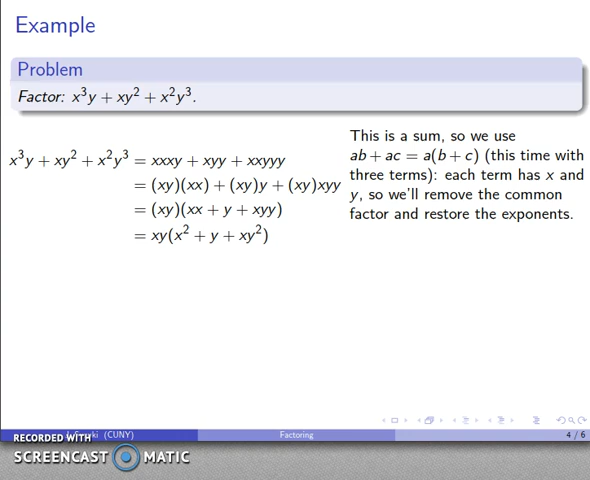 Example
Problem
Factor: x³y + xy² + x²y³.
This is a sum, so we use
ab + ac = a(b + c) (this time with
three terms): each term has x and
y, so we'll remove the common
factor and restore the exponents.
x³y + xy² + x²y³ = xxxy + xyy + xxyyy
= (xy)(xx) + (xy)y + (xy)xyy
= (xy)(xx + y + xyy)
= xy(x² + y + xy²)
(CUNY) Factoring 4 / 6
RECORDED WITH
SCREENCAST MATIC